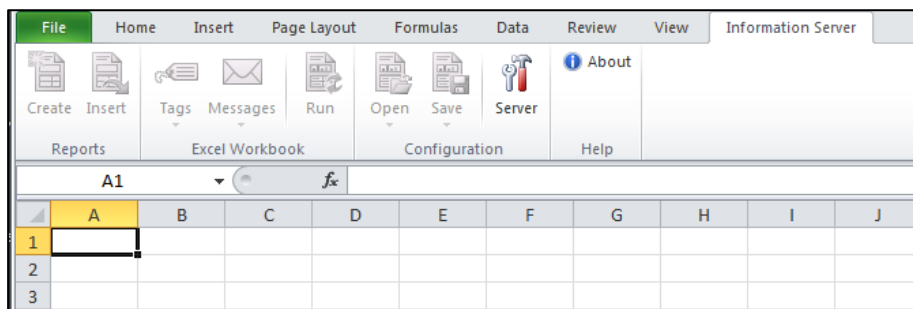 File Home Insert Page Layout Formulas Data Review View Information Server
Create Insert Tags Messages Run Open Save Server About
Reports Excel Workbook Configuration Help
A1 fx
A B C D E F G H I J
1
2
3